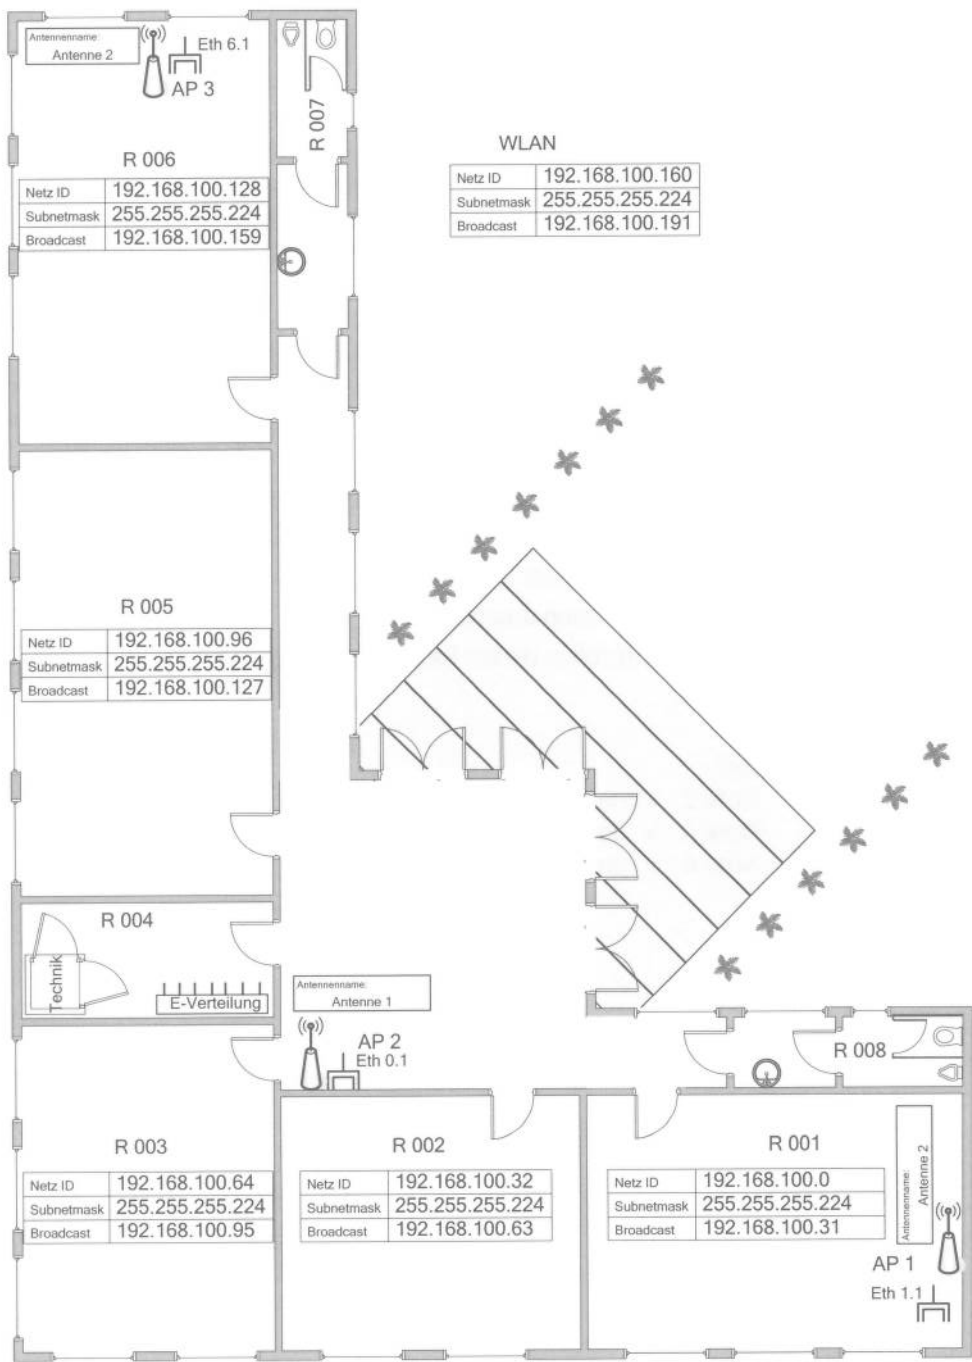 Antennenname:
Antenne 2
Eth 6.1
AP 3
R 007
WLAN
Netz ID 192.168.100.160
Subnetmask 255.255.255.224
Broadcast 192.168.100.191
R 006
Netz ID 192.168.100.128
Subnetmask 255.255.255.224
Broadcast 192.168.100.159
R 005
Netz ID 192.168.100.96
Subnetmask 255.255.255.224
Broadcast 192.168.100.127
R 004
Technik
E-Verteilung
Antennenname:
Antenne 1
AP 2
Eth 0.1
R 008
R 003
Netz ID 192.168.100.64
Subnetmask 255.255.255.224
Broadcast 192.168.100.95
R 002
Netz ID 192.168.100.32
Subnetmask 255.255.255.224
Broadcast 192.168.100.63
R 001
Netz ID 192.168.100.0
Subnetmask 255.255.255.224
Broadcast 192.168.100.31
Antennenname:
Antenne 2
AP 1
Eth 1.1